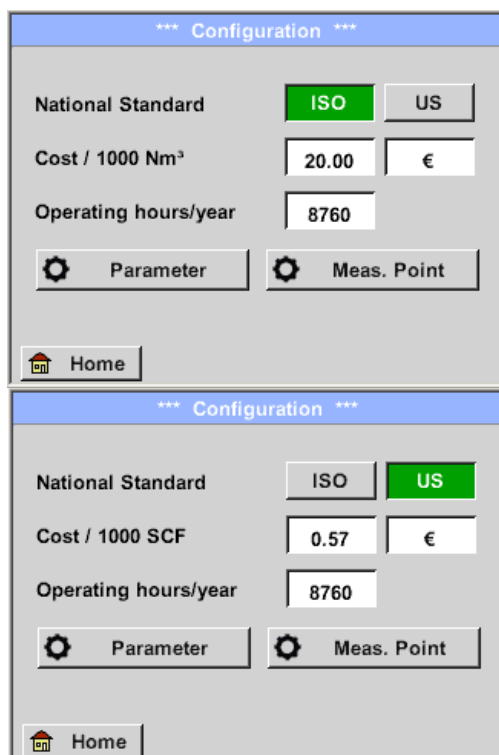 *** Configuration ***
National Standard ISO US
Cost / 1000 Nm³ 20.00 €
Operating hours/year 8760
Parameter Meas. Point
Home
*** Configuration ***
National Standard ISO US
Cost / 1000 SCF 0.57 €
Operating hours/year 8760
Parameter Meas. Point
Home